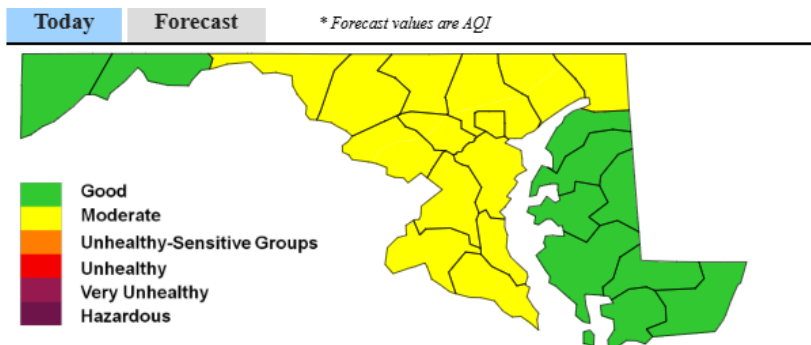 Today Forecast * Forecast values are AQI
Good
Moderate
Unhealthy-Sensitive Groups
Unhealthy
Very Unhealthy
Hazardous